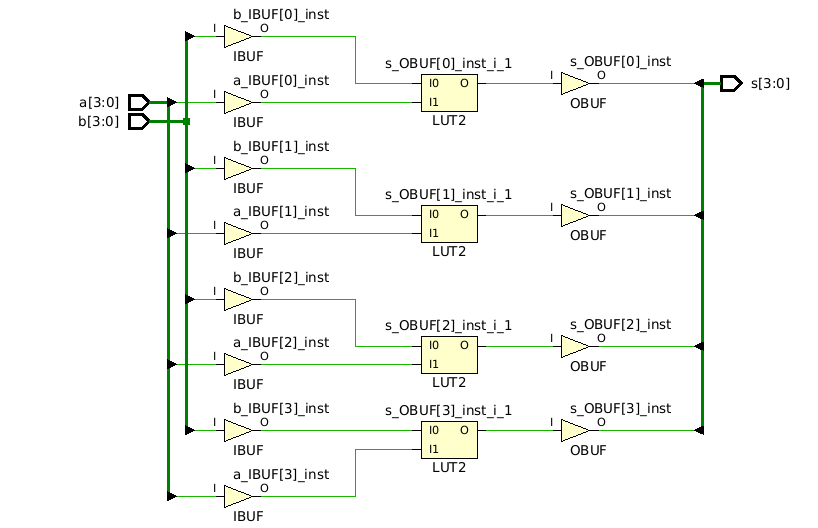 b_IBUF[0]_inst
I O
IBUF
a_IBUF[0]_inst
I O
IBUF
s_OBUF[0]_inst_i_1
I0 O
I1
LUT2
s_OBUF[0]_inst
I O
OBUF
s[3:0]
a[3:0]
b[3:0]
b_IBUF[1]_inst
I O
IBUF
a_IBUF[1]_inst
I O
IBUF
s_OBUF[1]_inst_i_1
I0 O
I1
LUT2
s_OBUF[1]_inst
I O
OBUF
b_IBUF[2]_inst
I O
IBUF
a_IBUF[2]_inst
I O
IBUF
s_OBUF[2]_inst_i_1
I0 O
I1
LUT2
s_OBUF[2]_inst
I O
OBUF
b_IBUF[3]_inst
I O
IBUF
a_IBUF[3]_inst
I O
IBUF
s_OBUF[3]_inst_i_1
I0 O
I1
LUT2
s_OBUF[3]_inst
I O
OBUF